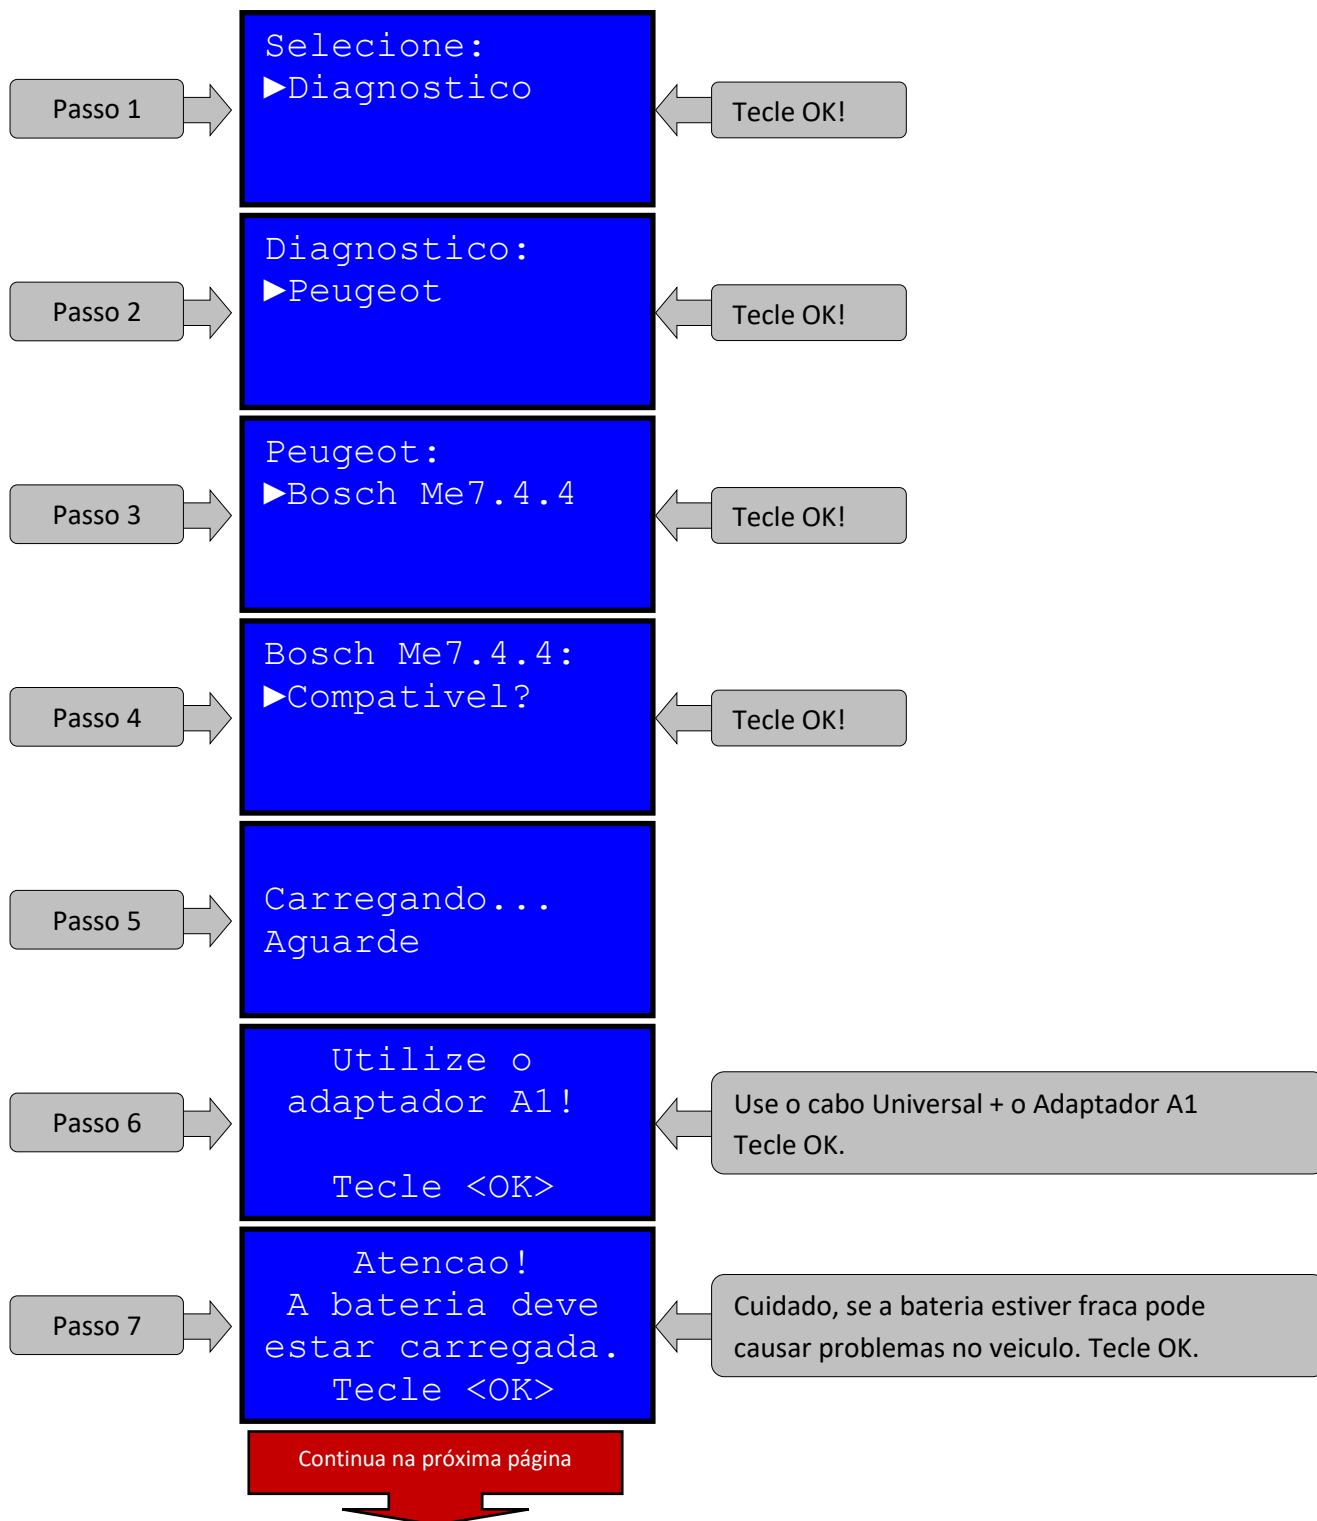 Passo 1
Selecione:
►Diagnostico
Tecle OK!
Passo 2
Diagnostico:
►Peugeot
Tecle OK!
Passo 3
Peugeot:
►Bosch Me7.4.4
Tecle OK!
Passo 4
Bosch Me7.4.4:
►Compativel?
Tecle OK!
Passo 5
Carregando...
Aguarde
Passo 6
Utilize o
adaptador A1!
Tecle <OK>
Use o cabo Universal + o Adaptador A1
Tecle OK.
Passo 7
Atencao!
A bateria deve
estar carregada.
Tecle <OK>
Cuidado, se a bateria estiver fraca pode
causar problemas no veiculo. Tecle OK.
Continua na próxima página